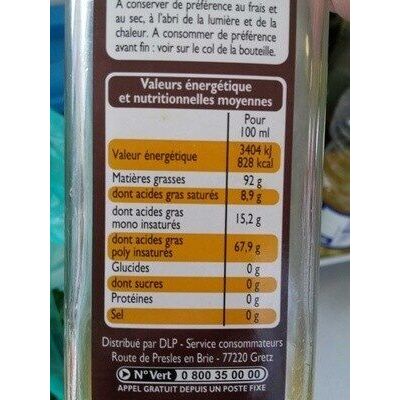 A conserver de préférence au frais et
au sec, à l'abri de la lumière et de la
chaleur. A consommer de préférence
avant fin : voir sur le col de la bouteille.
Valeurs énergétique
et nutritionnelles moyennes
Pour
100 ml
Valeur énergétique 3404 kJ
828 kcal
Matières grasses 92 g
dont acides gras saturés 8,9 g
dont acides gras
mono insaturés 15,2 g
dont acides gras
poly insaturés 67,9 g
Glucides 0 g
dont sucres 0 g
Protéines 0 g
Sel 0 g
Distribué par DLP - Service consommateurs
Route de Presles en Brie - 77220 Gretz
N° Vert 0 800 35 00 00
APPEL GRATUIT DEPUIS UN POSTE FIXE